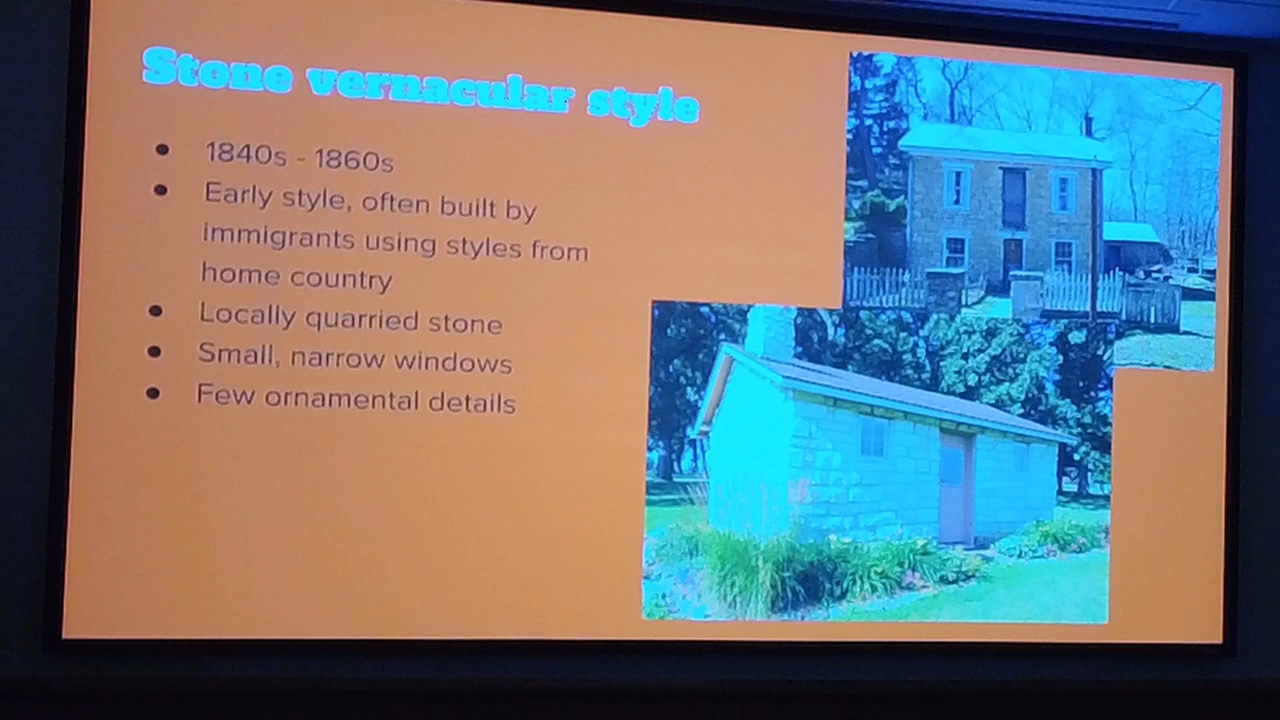 Stone vernacular style
● 1840s - 1860s
● Early style, often built by
immigrants using styles from
home country
● Locally quarried stone
● Small, narrow windows
● Few ornamental details